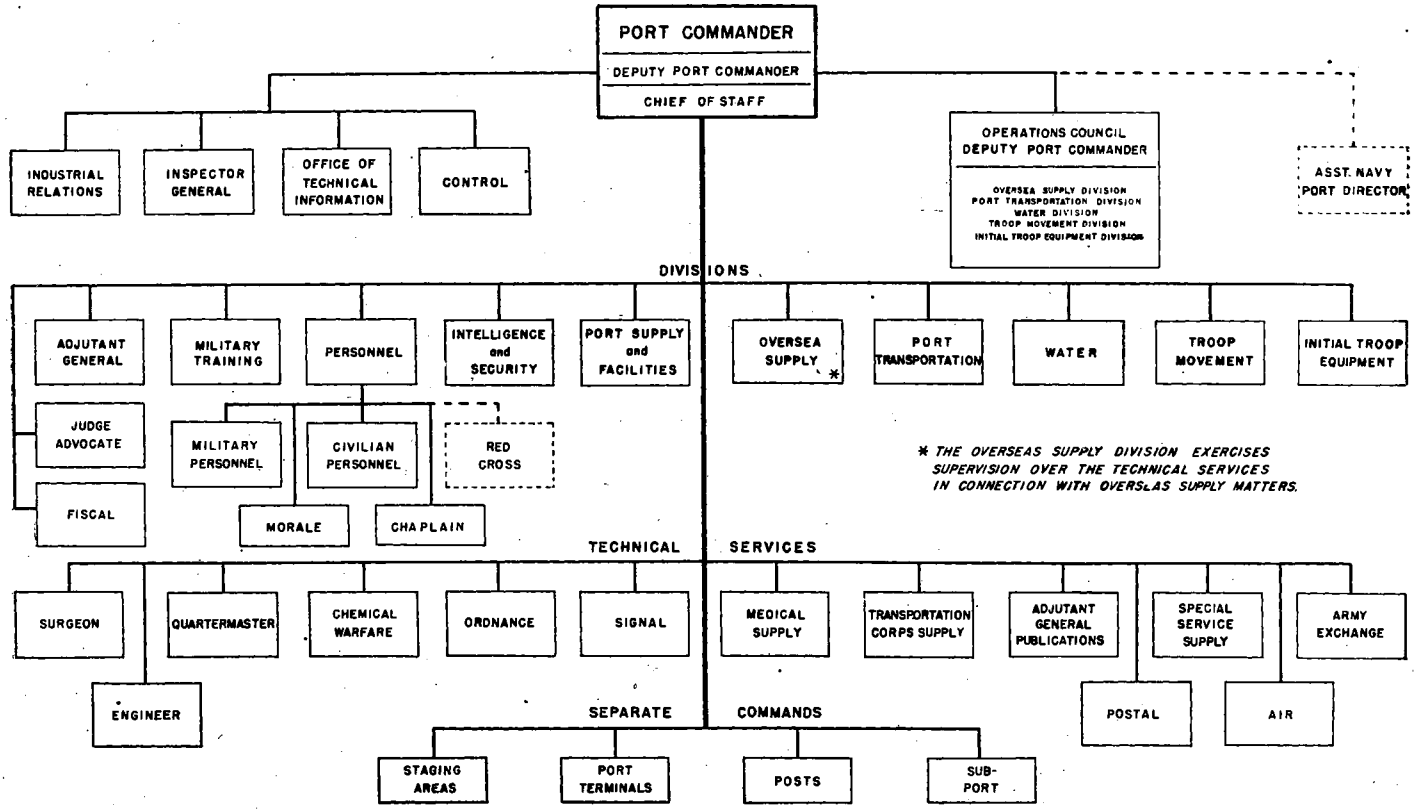 PORT COMMANDER
DEPUTY PORT COMMANDER
CHIEF OF STAFF
INDUSTRIAL
RELATIONS
INSPECTOR
GENERAL
OFFICE OF
TECHNICAL
INFORMATION
CONTROL
OPERATIONS COUNCIL
DEPUTY PORT COMMANDER
OVERSEA SUPPLY DIVISION
PORT TRANSPORTATION DIVISION
WATER DIVISION
TROOP MOVEMENT DIVISION
INITIAL TROOP EQUIPMENT DIVISION
ASST. NAVY
PORT DIRECTOR
DIVISIONS
ADJUTANT
GENERAL
MILITARY
TRAINING
PERSONNEL
INTELLIGENCE
and
SECURITY
PORT SUPPLY
and
FACILITIES
OVERSEA
SUPPLY *
PORT
TRANSPORTATION
WATER
TROOP
MOVEMENT
INITIAL TROOP
EQUIPMENT
JUDGE
ADVOCATE
MILITARY
PERSONNEL
CIVILIAN
PERSONNEL
RED
CROSS
FISCAL
MORALE
CHAPLAIN
* THE OVERSEAS SUPPLY DIVISION EXERCISES
SUPERVISION OVER THE TECHNICAL SERVICES
IN CONNECTION WITH OVERSEAS SUPPLY MATTERS.
TECHNICAL SERVICES
SURGEON
QUARTERMASTER
CHEMICAL
WARFARE
ORDNANCE
SIGNAL
MEDICAL
SUPPLY
TRANSPORTATION
CORPS SUPPLY
ADJUTANT
GENERAL
PUBLICATIONS
SPECIAL
SERVICE
SUPPLY
ARMY
EXCHANGE
ENGINEER
POSTAL
AIR
SEPARATE COMMANDS
STAGING
AREAS
PORT
TERMINALS
POSTS
SUB-
PORT